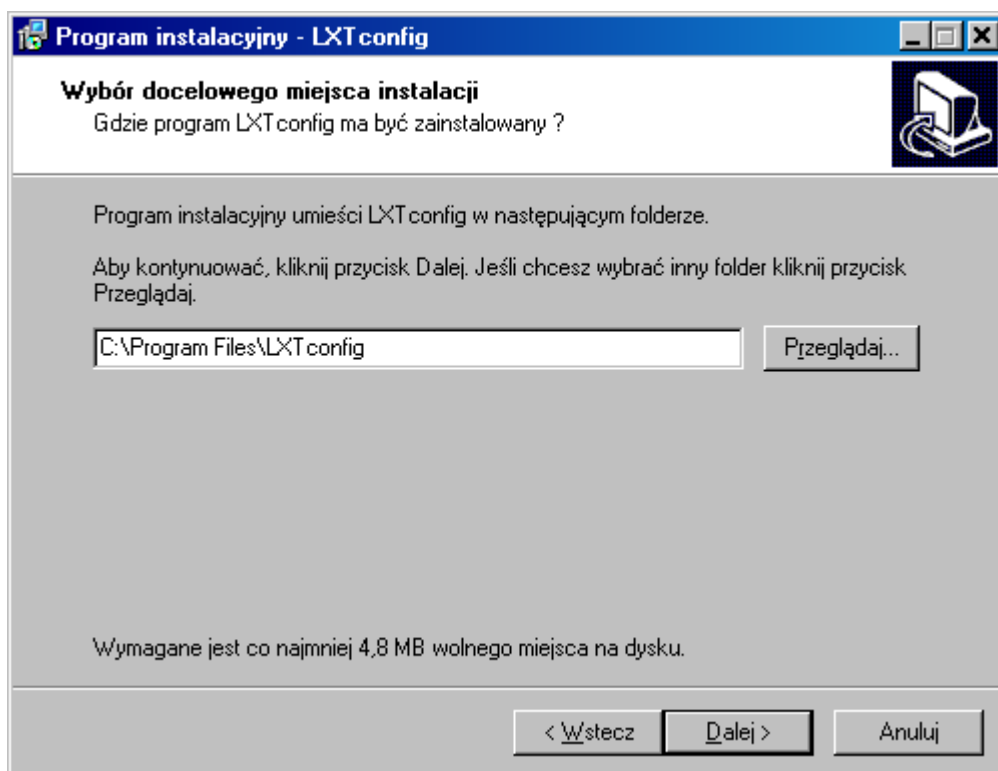 Program instalacyjny - LXTconfig
Wybór docelowego miejsca instalacji
Gdzie program LXTconfig ma być zainstalowany ?
Program instalacyjny umieści LXTconfig w następującym folderze.
Aby kontynuować, kliknij przycisk Dalej. Jeśli chcesz wybrać inny folder kliknij przycisk
Przeglądaj.
C:\Program Files\LXTconfig
Przeglądaj...
Wymagane jest co najmniej 4,8 MB wolnego miejsca na dysku.
< Wstecz
Dalej >
Anuluj